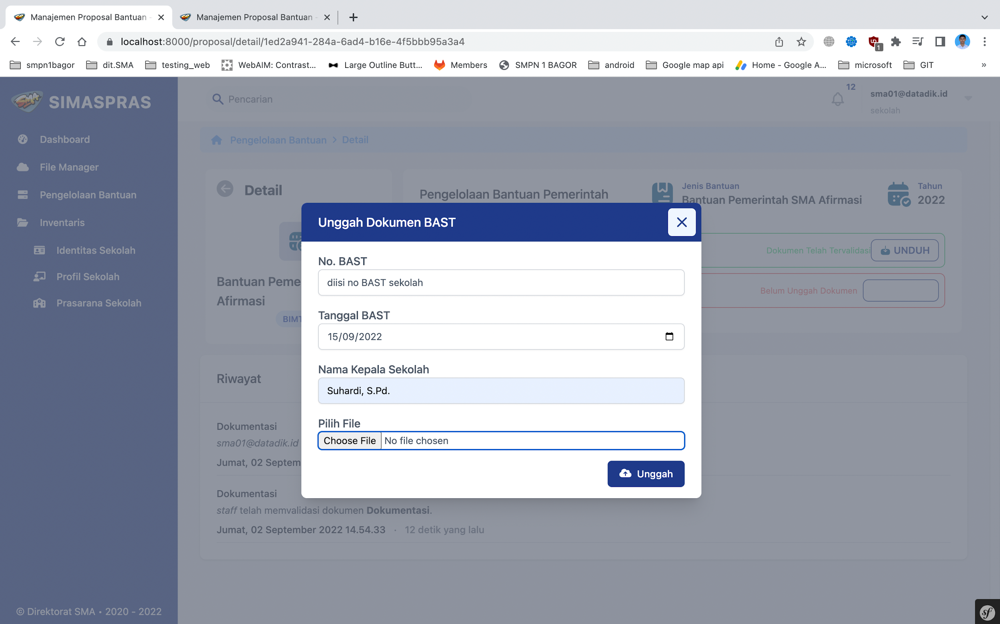 Manajemen Proposal Bantuan -
Manajemen Proposal Bantuan -
localhost:8000/proposal/detail/1ed2a941-284a-6ad4-b16e-4f5bbb95a3a4
1
smpn1bagor
dit.SMA
testing_web
WebAIM: Contrast...
Large Outline Butt...
Members
SMPN 1 BAGOR
android
Google map api
Home - Google A...
microsoft
GIT
»
SMA SIMASPRAS
Pencarian
12
sma01@datadik.id
sekolah
Dashboard
File Manager
Pengelolaan Bantuan
Inventaris
Identitas Sekolah
Profil Sekolah
Prasarana Sekolah
© Direktorat SMA • 2020 - 2022
Pengelolaan Bantuan > Detail
Detail
Bantuan Peme
Afirmasi
BIMT
Pengelolaan Bantuan Pemerintah
Jenis Bantuan
Bantuan Pemerintah SMA Afirmasi
Tahun
2022
Dokumen Telah Tervalidasi
UNDUH
Belum Unggah Dokumen
Unggah Dokumen BAST
No. BAST
diisi no BAST sekolah
Tanggal BAST
15/09/2022
Nama Kepala Sekolah
Suhardi, S.Pd.
Pilih File
Choose File No file chosen
Unggah
Riwayat
Dokumentasi
sma01@datadik.id
Jumat, 02 Septem
Dokumentasi
staff telah memvalidasi dokumen Dokumentasi.
Jumat, 02 September 2022 14.54.33 · 12 detik yang lalu
sf